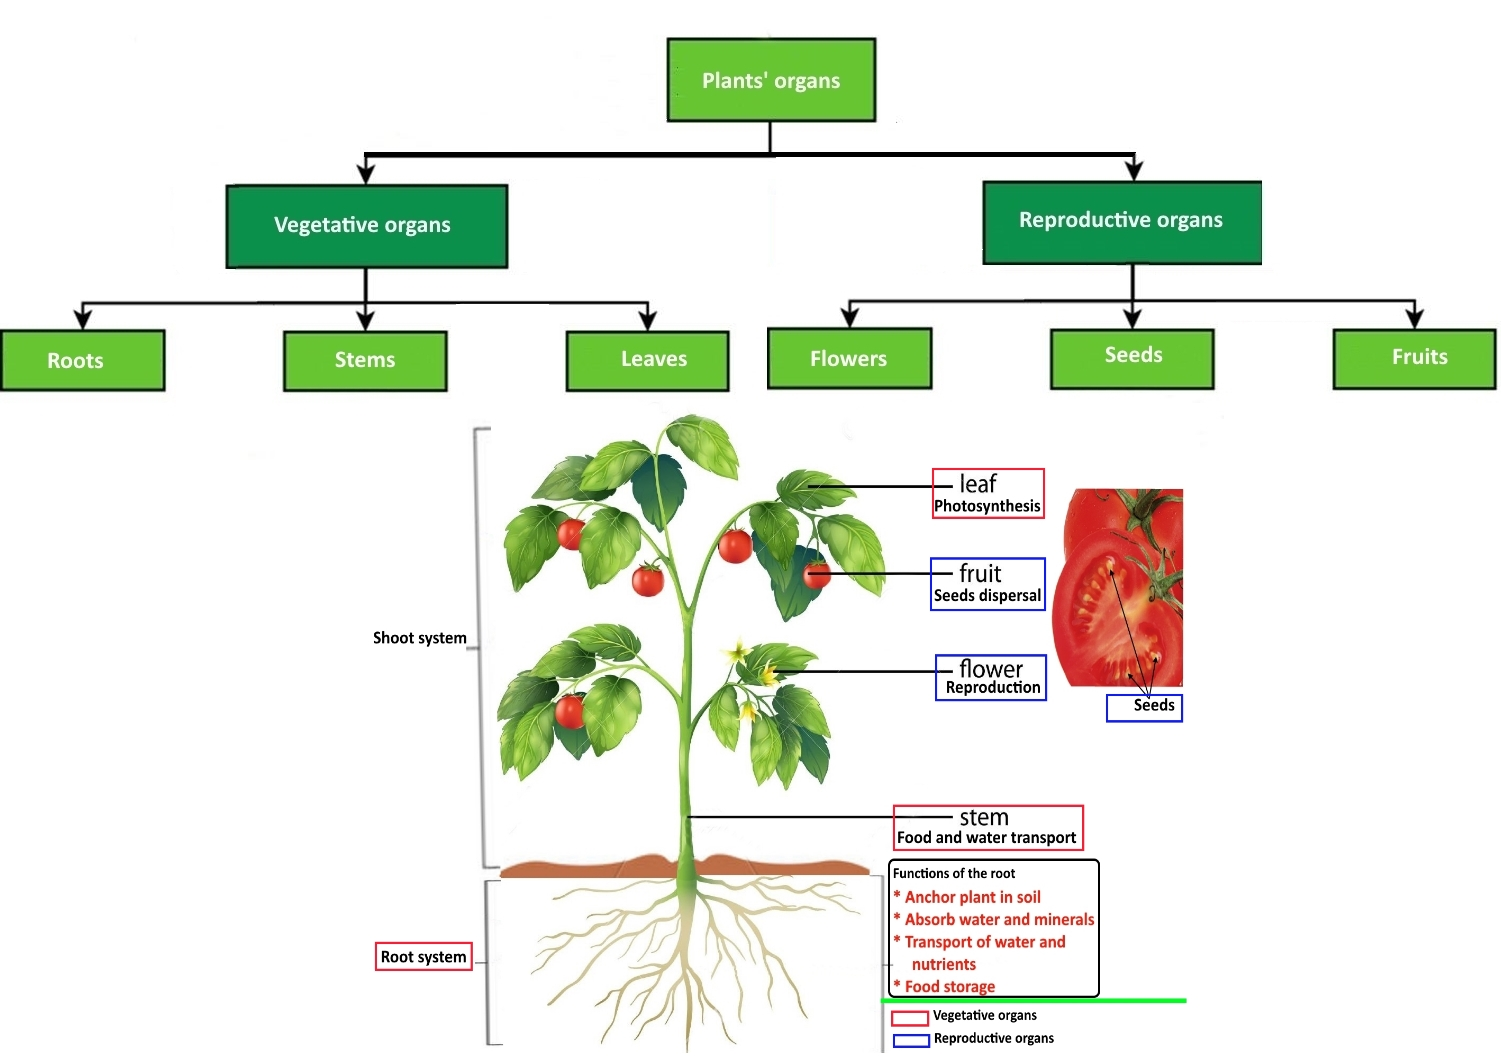 Plants' organs
Vegetative organs
Reproductive organs
Roots
Stems
Leaves
Flowers
Seeds
Fruits
leaf
Photosynthesis
fruit
Seeds dispersal
Shoot system
flower
Reproduction
Seeds
stem
Food and water transport
Functions of the root
* Anchor plant in soil
* Absorb water and minerals
* Transport of water and
nutrients
* Food storage
Root system
Vegetative organs
Reproductive organs